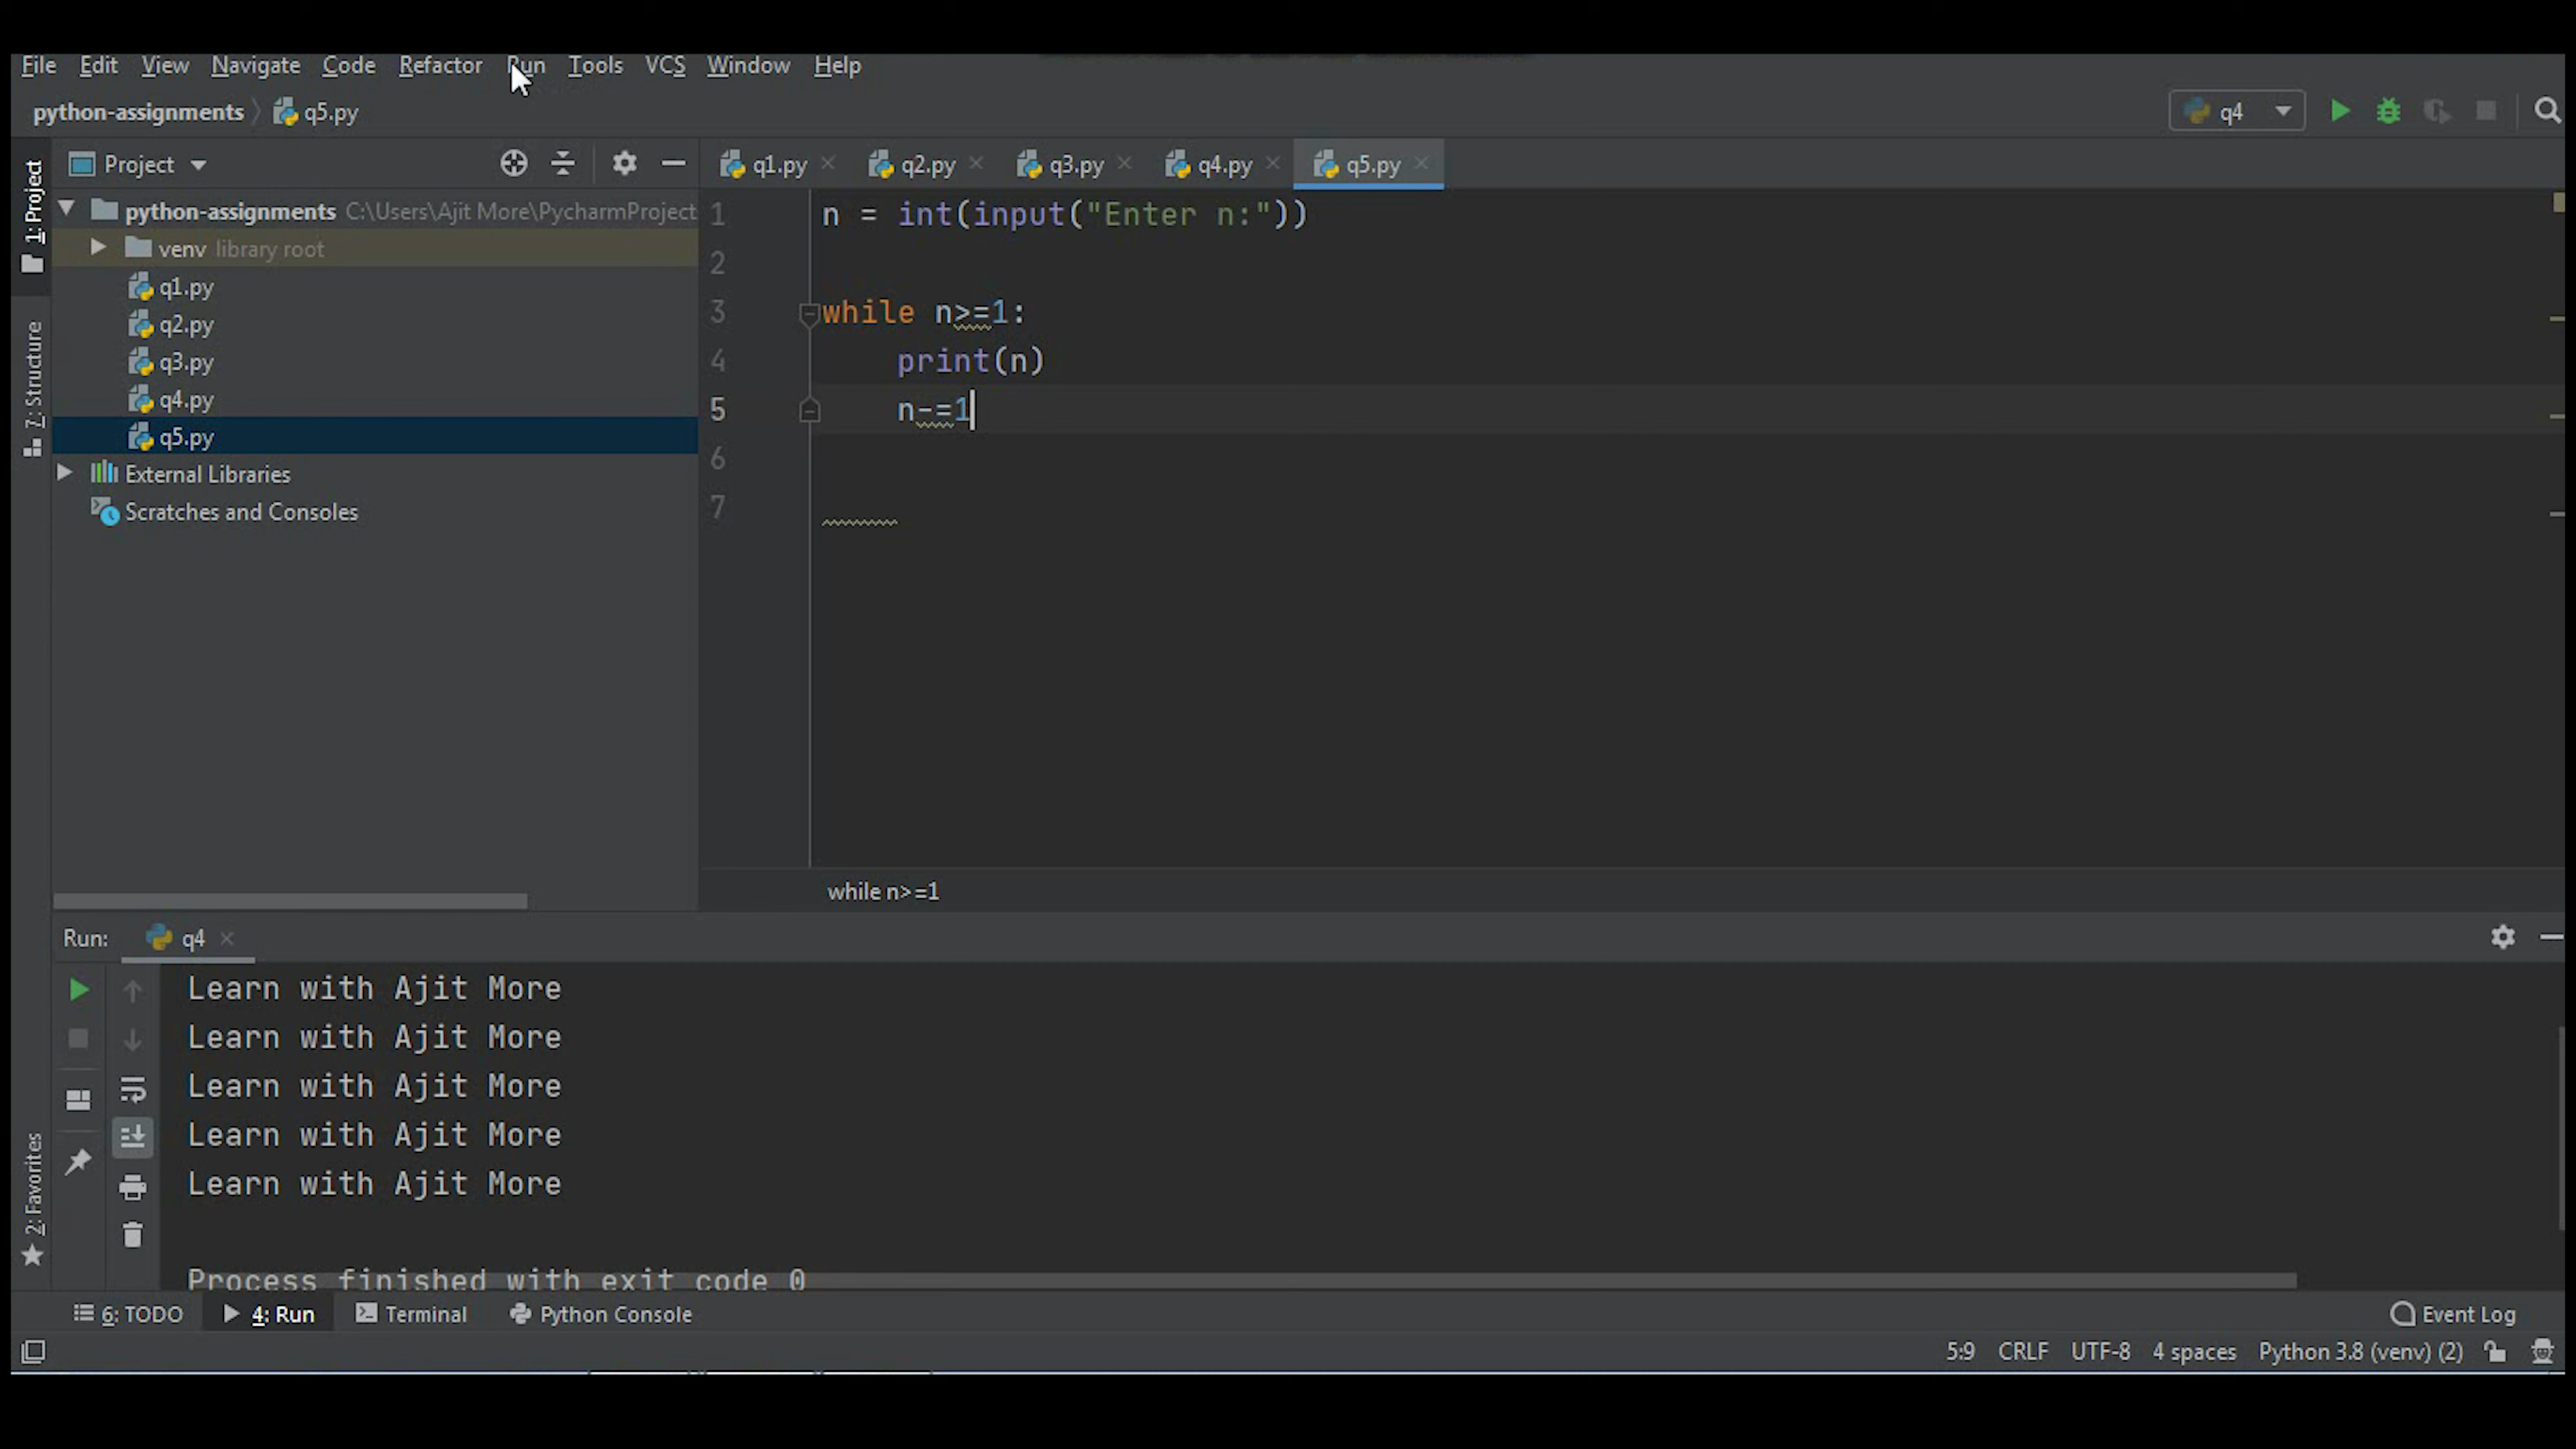 File Edit View Navigate Code Refactor Run Tools VCS Window Help
python-assignments q5.py
q4
1: Project
7: Structure
2: Favorites
Project
python-assignments C:\Users\Ajit More\PycharmProject
venv library root
q1.py
q2.py
q3.py
q4.py
q5.py
External Libraries
Scratches and Consoles
q1.py q2.py q3.py q4.py q5.py
1 n = int(input("Enter n:"))
2
3 while n>=1:
4 print(n)
5 n-=1
6
7
while n>=1
Run: q4
Learn with Ajit More
Learn with Ajit More
Learn with Ajit More
Learn with Ajit More
Learn with Ajit More
Process finished with exit code 0
6: TODO 4: Run Terminal Python Console Event Log
5:9 CRLF UTF-8 4 spaces Python 3.8 (venv) (2)